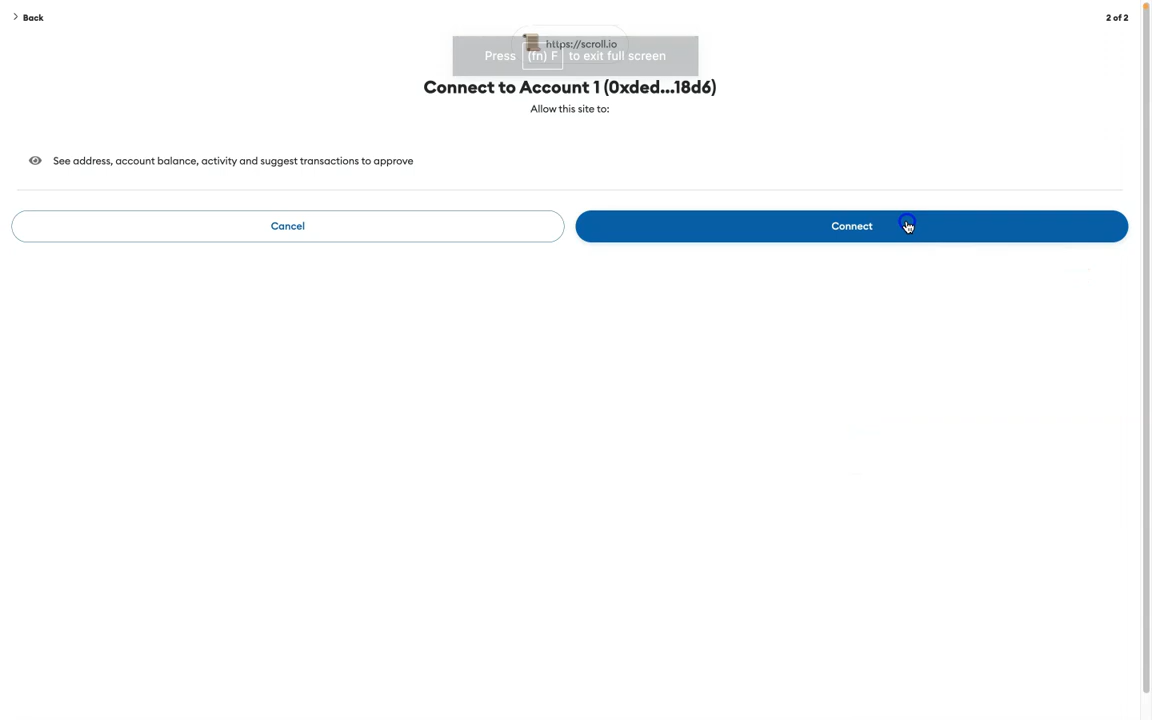 Back
2 of 2
https://scroll.io
Press (fn) F to exit full screen
Connect to Account 1 (0xded...18d6)
Allow this site to:
See address, account balance, activity and suggest transactions to approve
Cancel
Connect